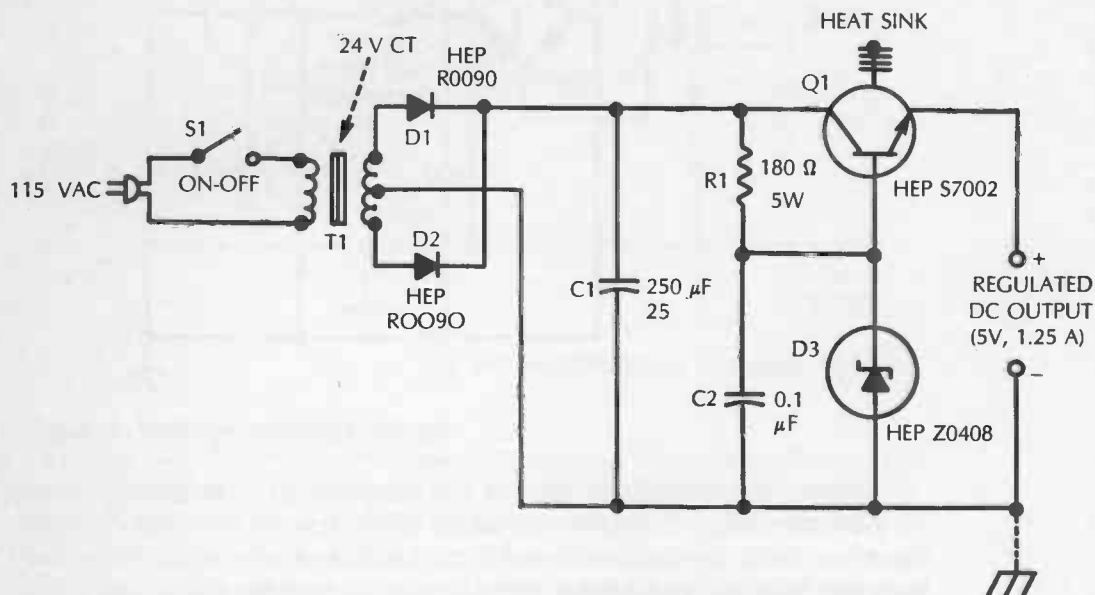 HEAT SINK
24 V CT
HEP
R0090
Q1
D1
S1
ON-OFF
115 VAC
T1
R1
180 Ω
5W
HEP S7002
D2
HEP
ROO9O
C1
250 μF
25
+
REGULATED
DC OUTPUT
(5V, 1.25 A)
−
D3
C2
0.1
μF
HEP Z0408